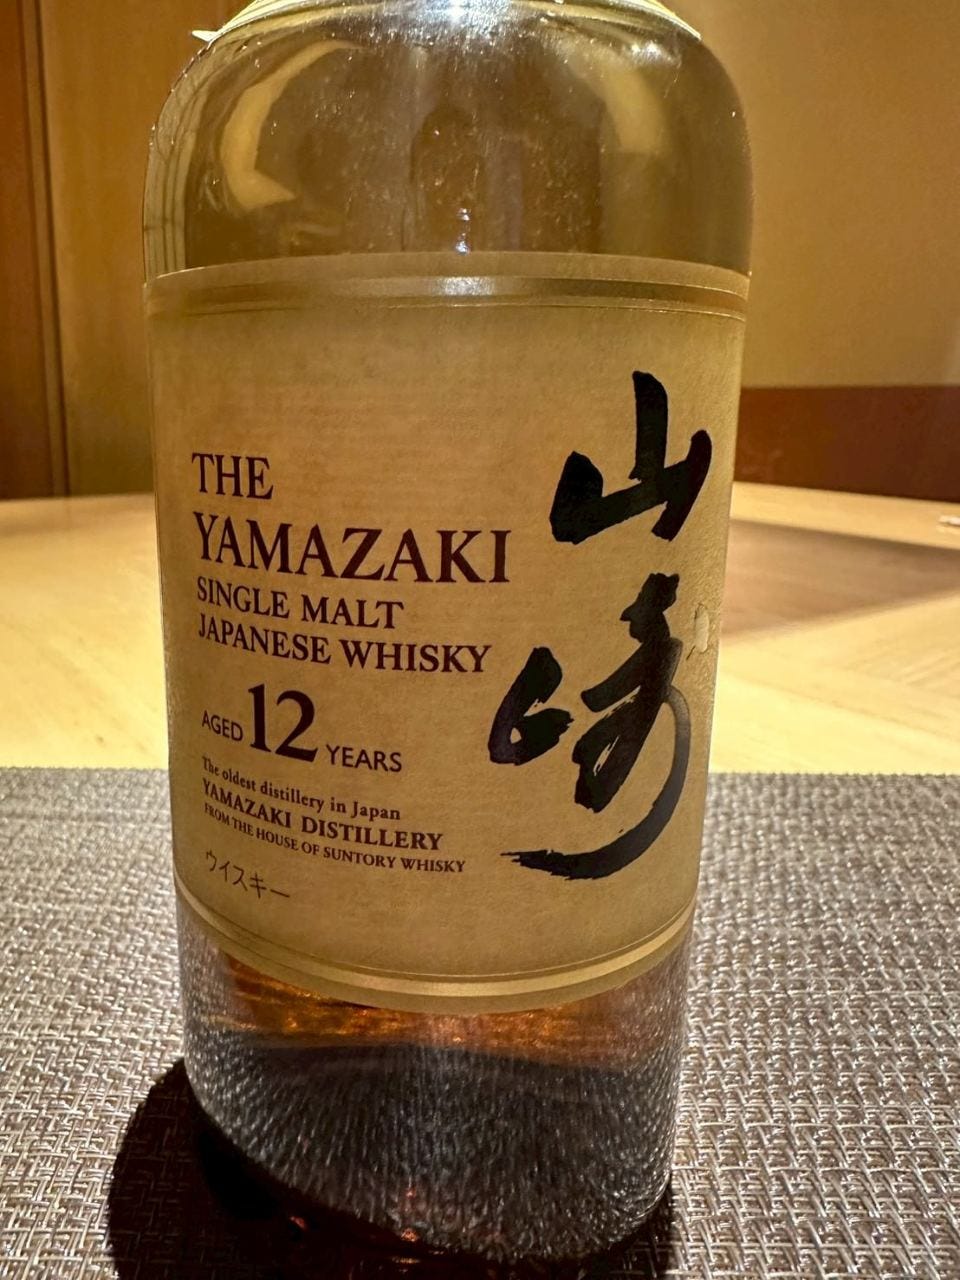 THE
YAMAZAKI
SINGLE MALT
JAPANESE WHISKY
AGED 12 YEARS
The oldest distillery in Japan
YAMAZAKI DISTILLERY
FROM THE HOUSE OF SUNTORY WHISKY
ウイスキー
山崎